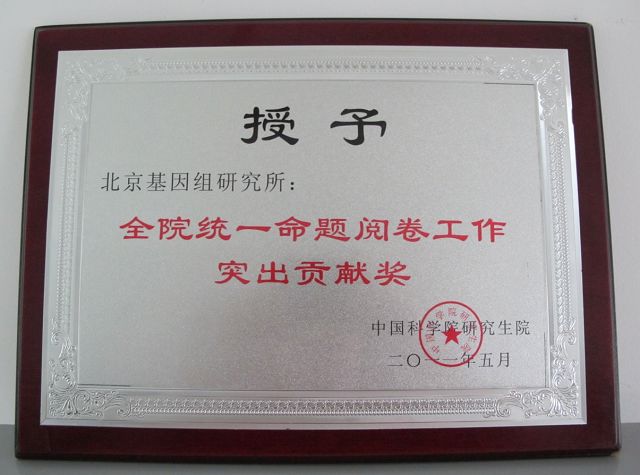 授予
北京基因组研究所：
全院统一命题阅卷工作
突出贡献奖
中国科学院研究生院
二〇一一年五月